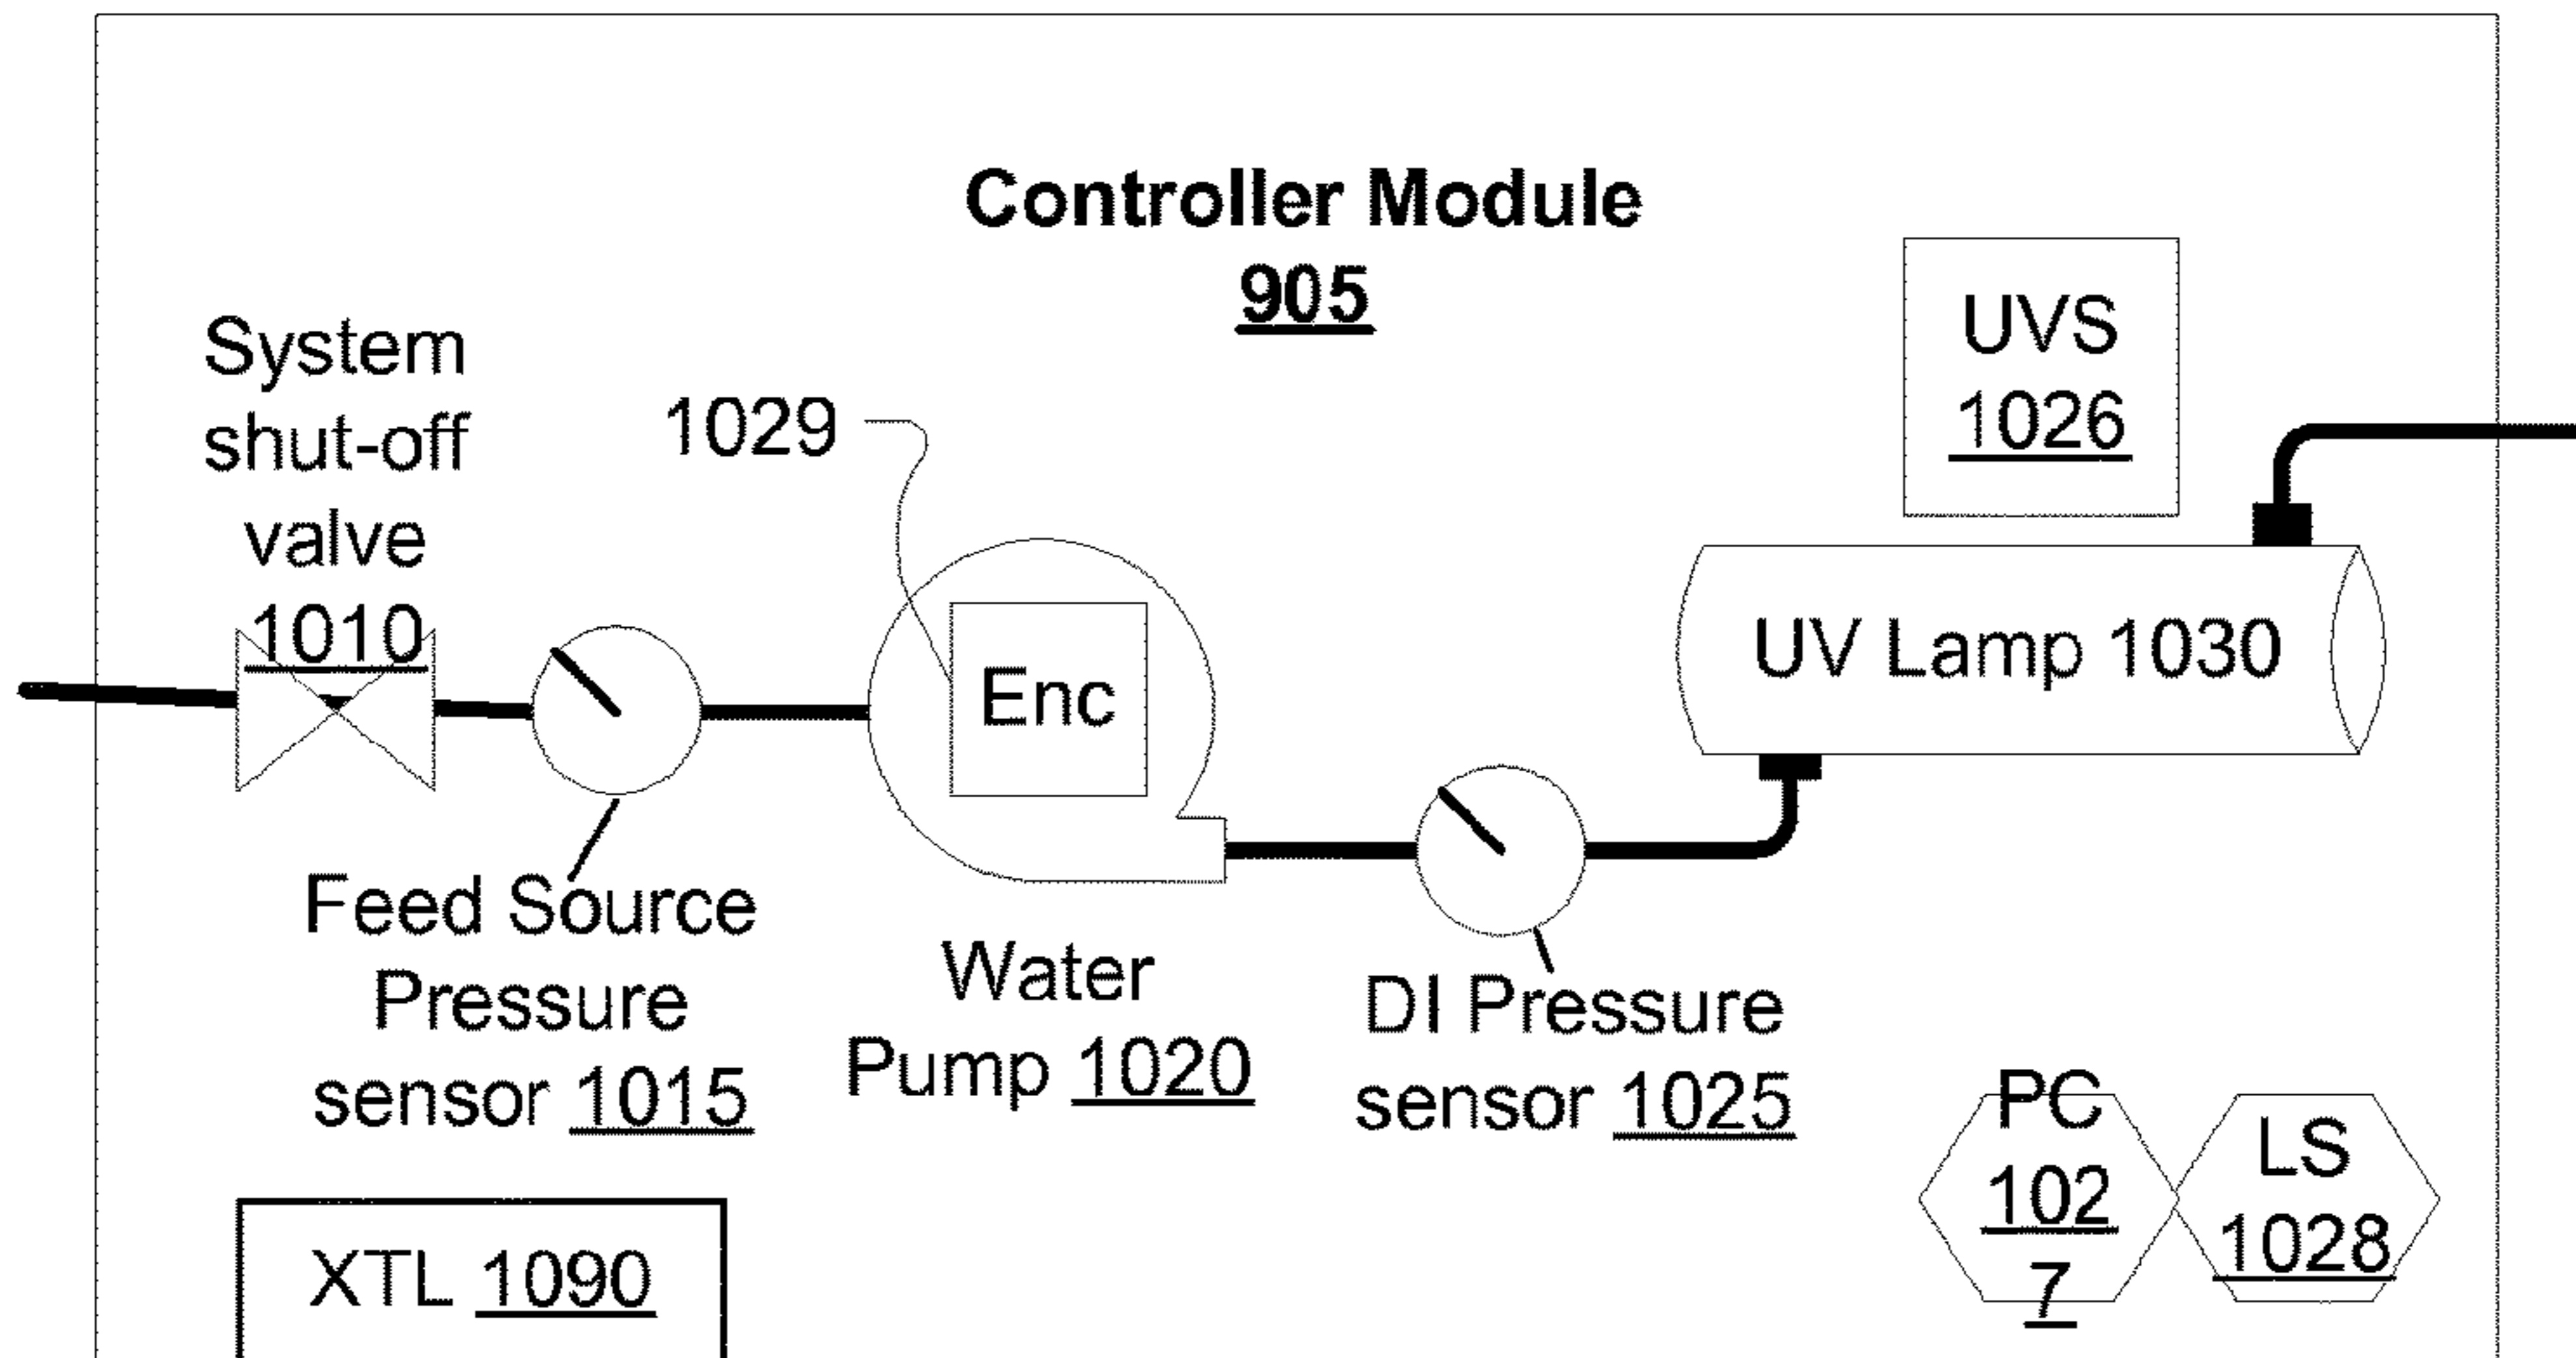 Controller Module
905
System
shut-off
valve
1010
1029
Enc
UVS
1026
UV Lamp 1030
Feed Source
Pressure
sensor 1015
Water
Pump 1020
DI Pressure
sensor 1025
PC
102
7
LS
1028
XTL 1090